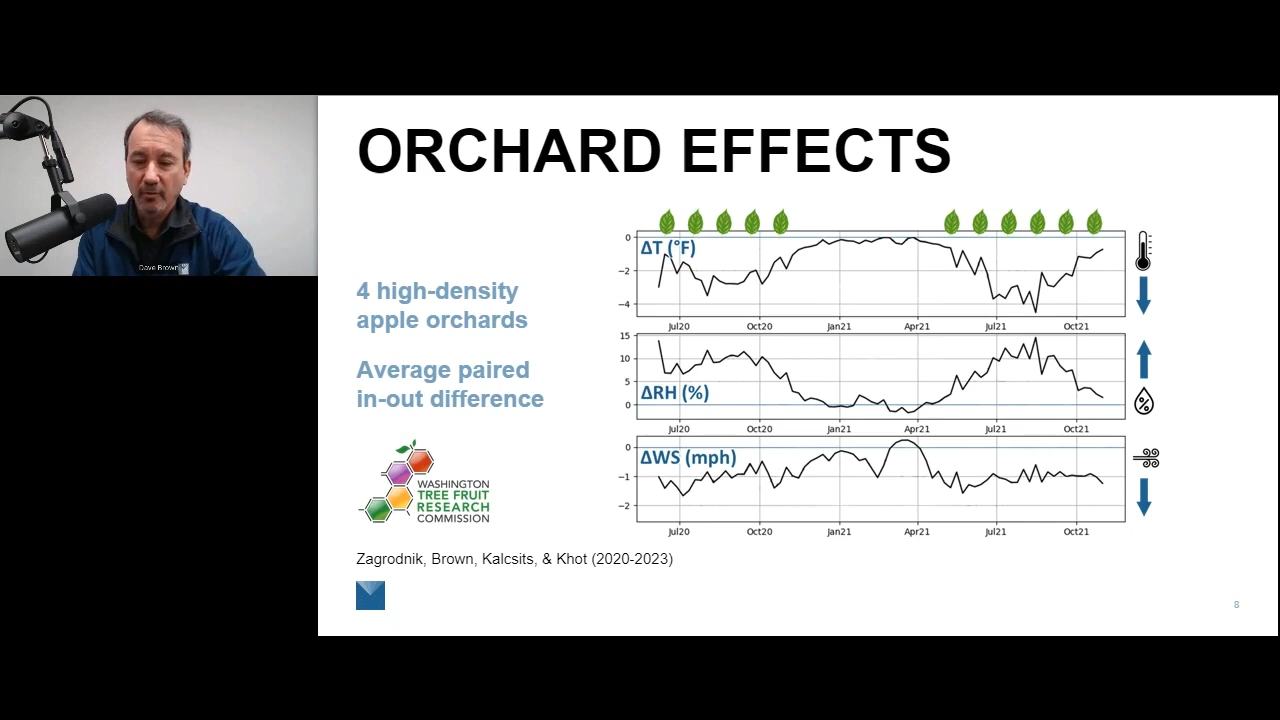 ORCHARD EFFECTS
Dave Brown
4 high-density
apple orchards
Average paired
in-out difference
WASHINGTON
TREE FRUIT
RESEARCH
COMMISSION
Zagrodnik, Brown, Kalcsits, & Khot (2020-2023)
ΔT (°F)
0
−2
−4
Jul20 Oct20 Jan21 Apr21 Jul21 Oct21
15
10
5
ΔRH (%)
0
Jul20 Oct20 Jan21 Apr21 Jul21 Oct21
0
ΔWS (mph)
−1
−2
Jul20 Oct20 Jan21 Apr21 Jul21 Oct21
%
8